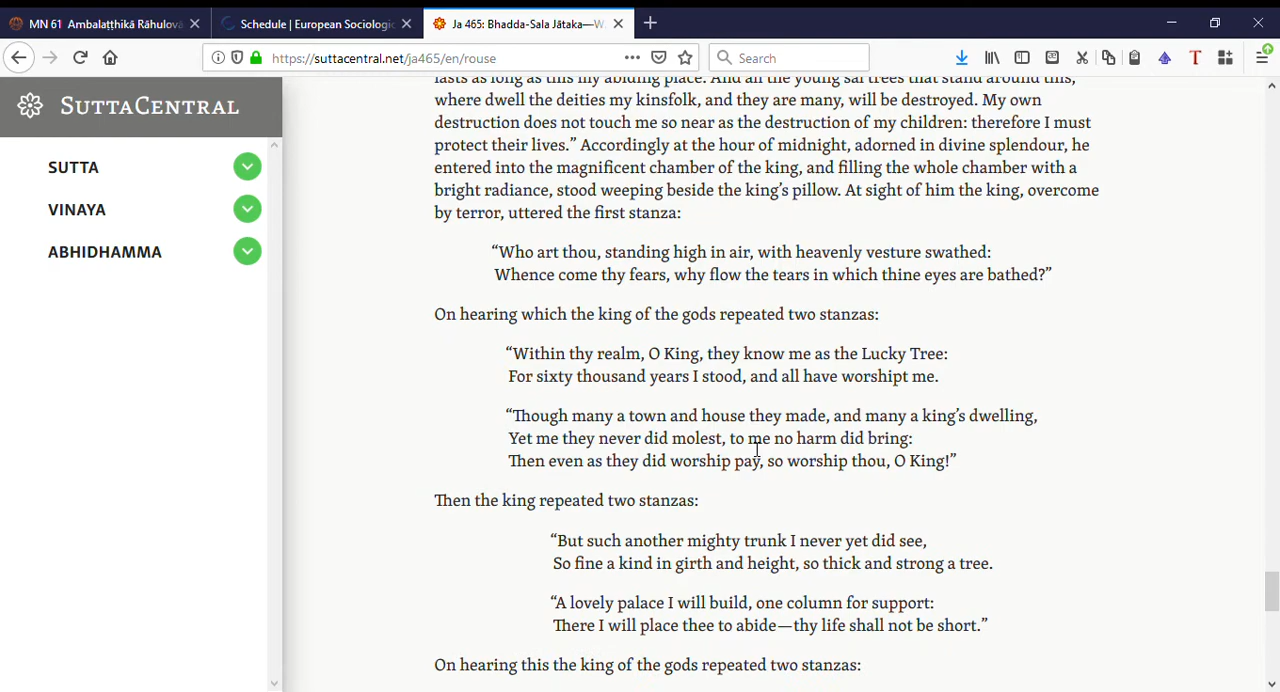 MN 61 Ambalaṭṭhikā Rāhulová
Schedule | European Sociologic
Ja 465: Bhadda-Sala Jātaka—W
https://suttacentral.net/ja465/en/rouse
Search
SUTTACENTRAL
SUTTA
VINAYA
ABHIDHAMMA
lasts as long as this my abiding place. And all the young sal trees that stand around this,
where dwell the deities my kinsfolk, and they are many, will be destroyed. My own
destruction does not touch me so near as the destruction of my children: therefore I must
protect their lives.” Accordingly at the hour of midnight, adorned in divine splendour, he
entered into the magnificent chamber of the king, and filling the whole chamber with a
bright radiance, stood weeping beside the king’s pillow. At sight of him the king, overcome
by terror, uttered the first stanza:
“Who art thou, standing high in air, with heavenly vesture swathed:
Whence come thy fears, why flow the tears in which thine eyes are bathed?”
On hearing which the king of the gods repeated two stanzas:
“Within thy realm, O King, they know me as the Lucky Tree:
For sixty thousand years I stood, and all have worshipt me.
“Though many a town and house they made, and many a king’s dwelling,
Yet me they never did molest, to me no harm did bring:
Then even as they did worship pay, so worship thou, O King!”
Then the king repeated two stanzas:
“But such another mighty trunk I never yet did see,
So fine a kind in girth and height, so thick and strong a tree.
“A lovely palace I will build, one column for support:
There I will place thee to abide—thy life shall not be short.”
On hearing this the king of the gods repeated two stanzas: